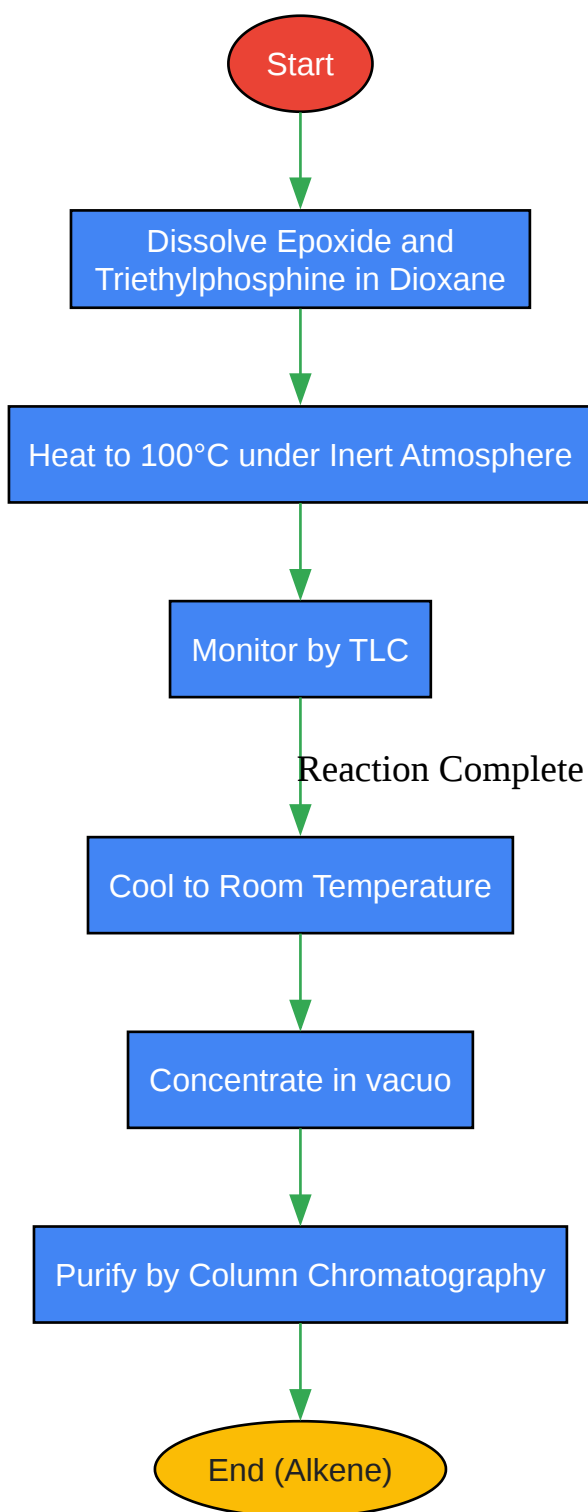 Start
Dissolve Epoxide and
Triethylphosphine in Dioxane
Heat to 100°C under Inert Atmosphere
Monitor by TLC
Reaction Complete
Cool to Room Temperature
Concentrate in vacuo
Purify by Column Chromatography
End (Alkene)